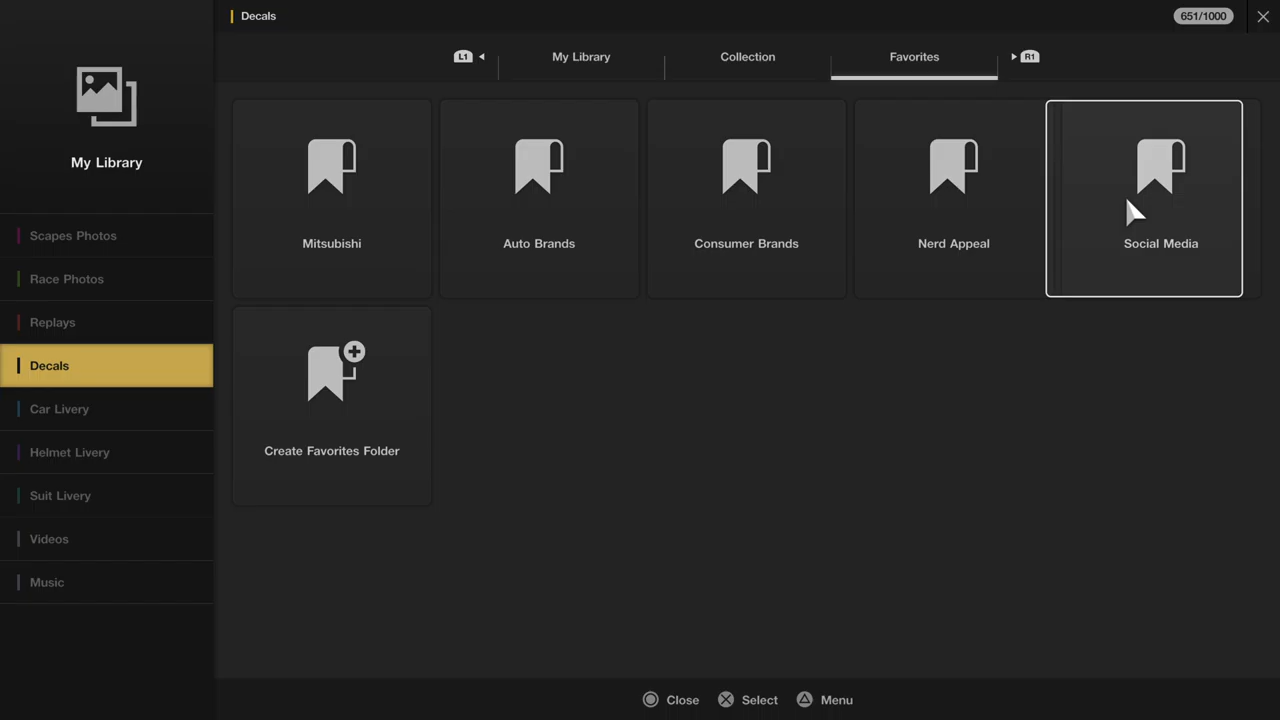 Decals
651/1000
L1
My Library
Collection
Favorites
R1
My Library
Scapes Photos
Race Photos
Replays
Decals
Car Livery
Helmet Livery
Suit Livery
Videos
Music
Mitsubishi
Auto Brands
Consumer Brands
Nerd Appeal
Social Media
Create Favorites Folder
Close
Select
Menu